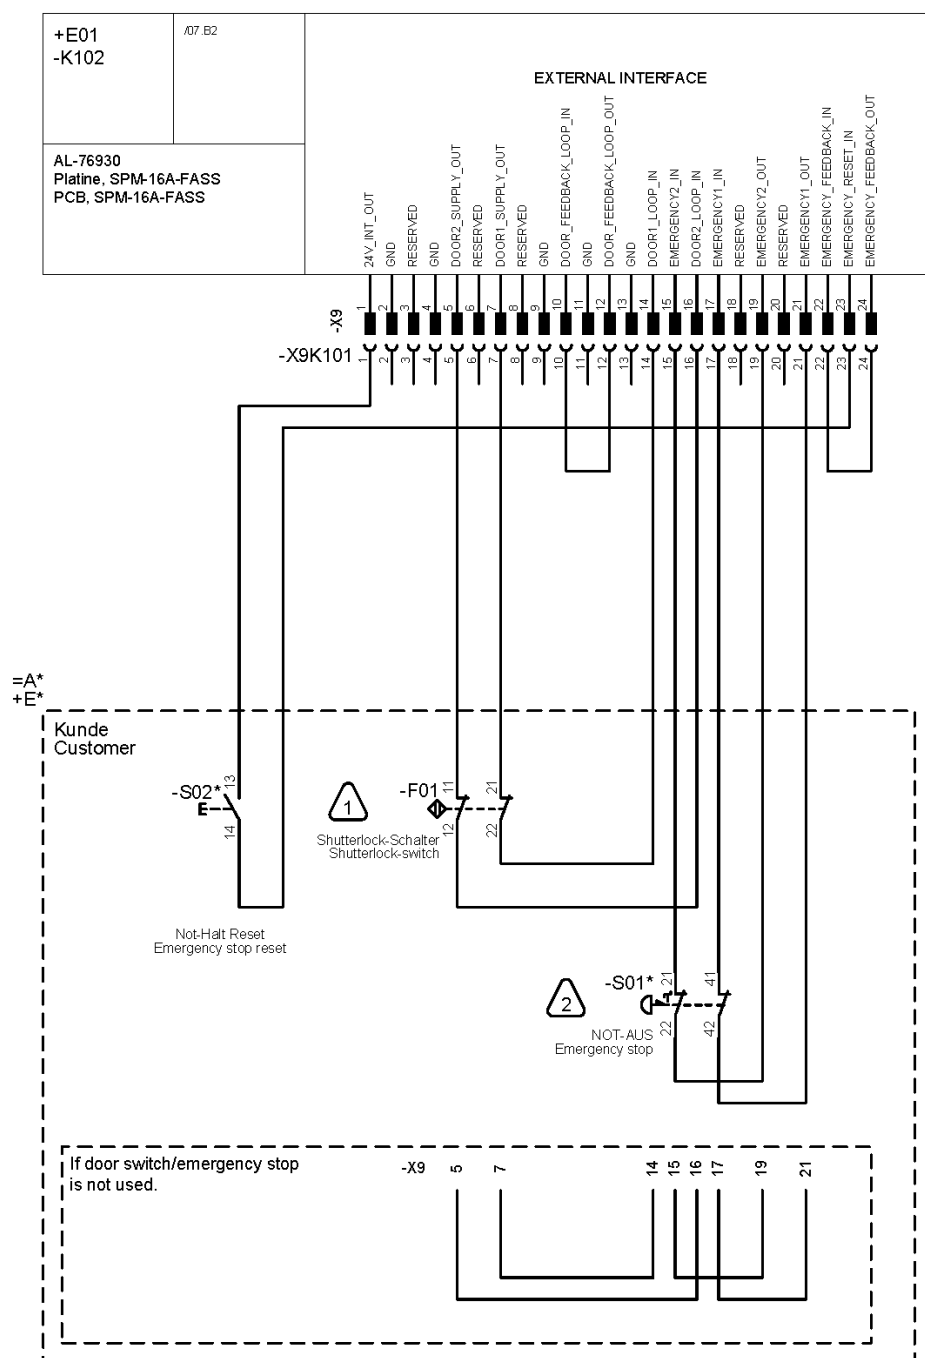 +E01
-K102
/07.B2
AL-76930
Platine, SPM-16A-FASS
PCB, SPM-16A-FASS
EXTERNAL INTERFACE
24V_INT_OUT
GND
RESERVED
GND
DOOR2_SUPPLY_OUT
RESERVED
DOOR1_SUPPLY_OUT
RESERVED
GND
DOOR_FEEDBACK_LOOP_IN
GND
DOOR_FEEDBACK_LOOP_OUT
GND
DOOR1_LOOP_IN
EMERGENCY2_IN
DOOR2_LOOP_IN
EMERGENCY1_IN
RESERVED
EMERGENCY2_OUT
RESERVED
EMERGENCY1_OUT
EMERGENCY_FEEDBACK_IN
EMERGENCY_RESET_IN
EMERGENCY_FEEDBACK_OUT
-X9 1 2 3 4 5 6 7 8 9 10 11 12 13 14 15 16 17 18 19 20 21 22 23 24
-X9K101 1 2 3 4 5 6 7 8 9 10 11 12 13 14 15 16 17 18 19 20 21 22 23 24
=A*
+E*
Kunde
Customer
-S02* 13
14
1
Shutterlock-Schalter
Shutterlock-switch
-F01 11 21
12 22
Not-Halt Reset
Emergency stop reset
2
-S01* 21 41
22 42
NOT-AUS
Emergency stop
If door switch/emergency stop
is not used.
-X9 5 7 14 15 16 17 19 21